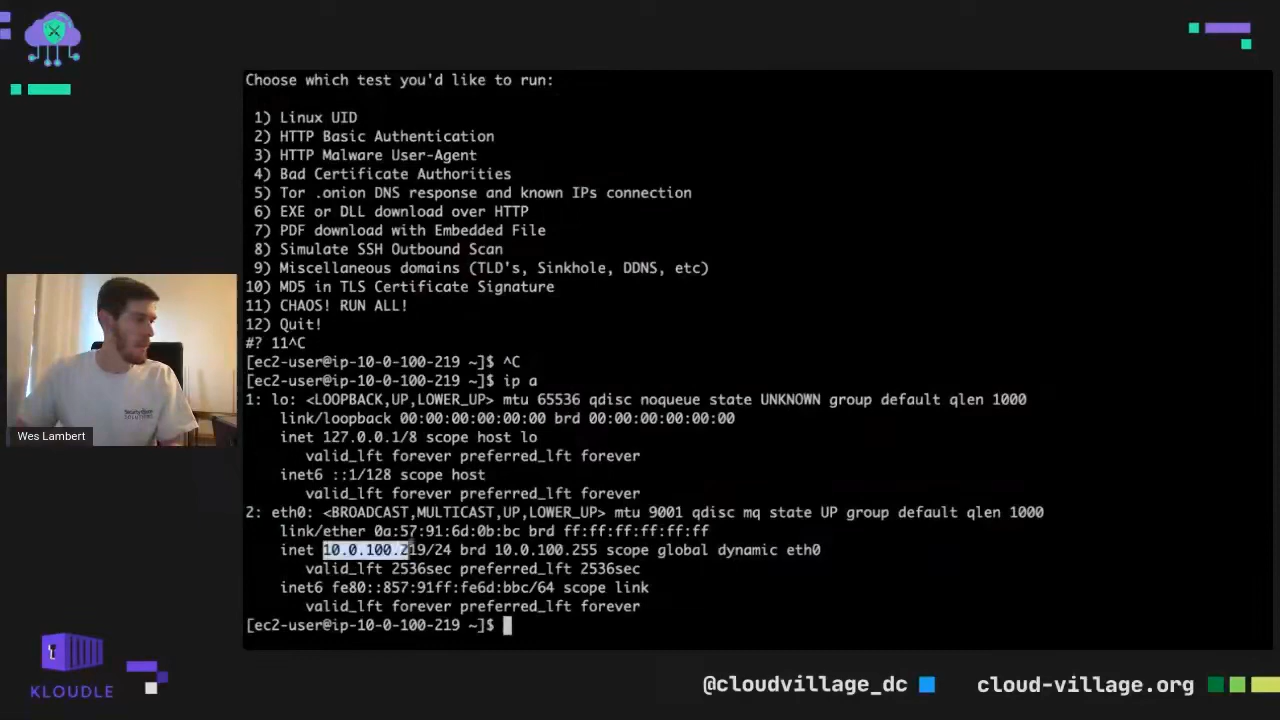 Choose which test you'd like to run:
1) Linux UID
2) HTTP Basic Authentication
3) HTTP Malware User-Agent
4) Bad Certificate Authorities
5) Tor .onion DNS response and known IPs connection
6) EXE or DLL download over HTTP
7) PDF download with Embedded File
8) Simulate SSH Outbound Scan
9) Miscellaneous domains (TLD's, Sinkhole, DDNS, etc)
10) MD5 in TLS Certificate Signature
11) CHAOS! RUN ALL!
12) Quit!
#? 11^C
[ec2-user@ip-10-0-100-219 ~]$ ^C
[ec2-user@ip-10-0-100-219 ~]$ ip a
1: lo: <LOOPBACK,UP,LOWER_UP> mtu 65536 qdisc noqueue state UNKNOWN group default qlen 1000
link/loopback 00:00:00:00:00:00 brd 00:00:00:00:00:00
inet 127.0.0.1/8 scope host lo
valid_lft forever preferred_lft forever
inet6 ::1/128 scope host
valid_lft forever preferred_lft forever
2: eth0: <BROADCAST,MULTICAST,UP,LOWER_UP> mtu 9001 qdisc mq state UP group default qlen 1000
link/ether 0a:57:91:6d:0b:bc brd ff:ff:ff:ff:ff:ff
inet 10.0.100.219/24 brd 10.0.100.255 scope global dynamic eth0
valid_lft 2536sec preferred_lft 2536sec
inet6 fe80::857:91ff:fe6d:bbc/64 scope link
valid_lft forever preferred_lft forever
[ec2-user@ip-10-0-100-219 ~]$
Wes Lambert
KLOUDLE
@cloudvillage_dc
cloud-village.org